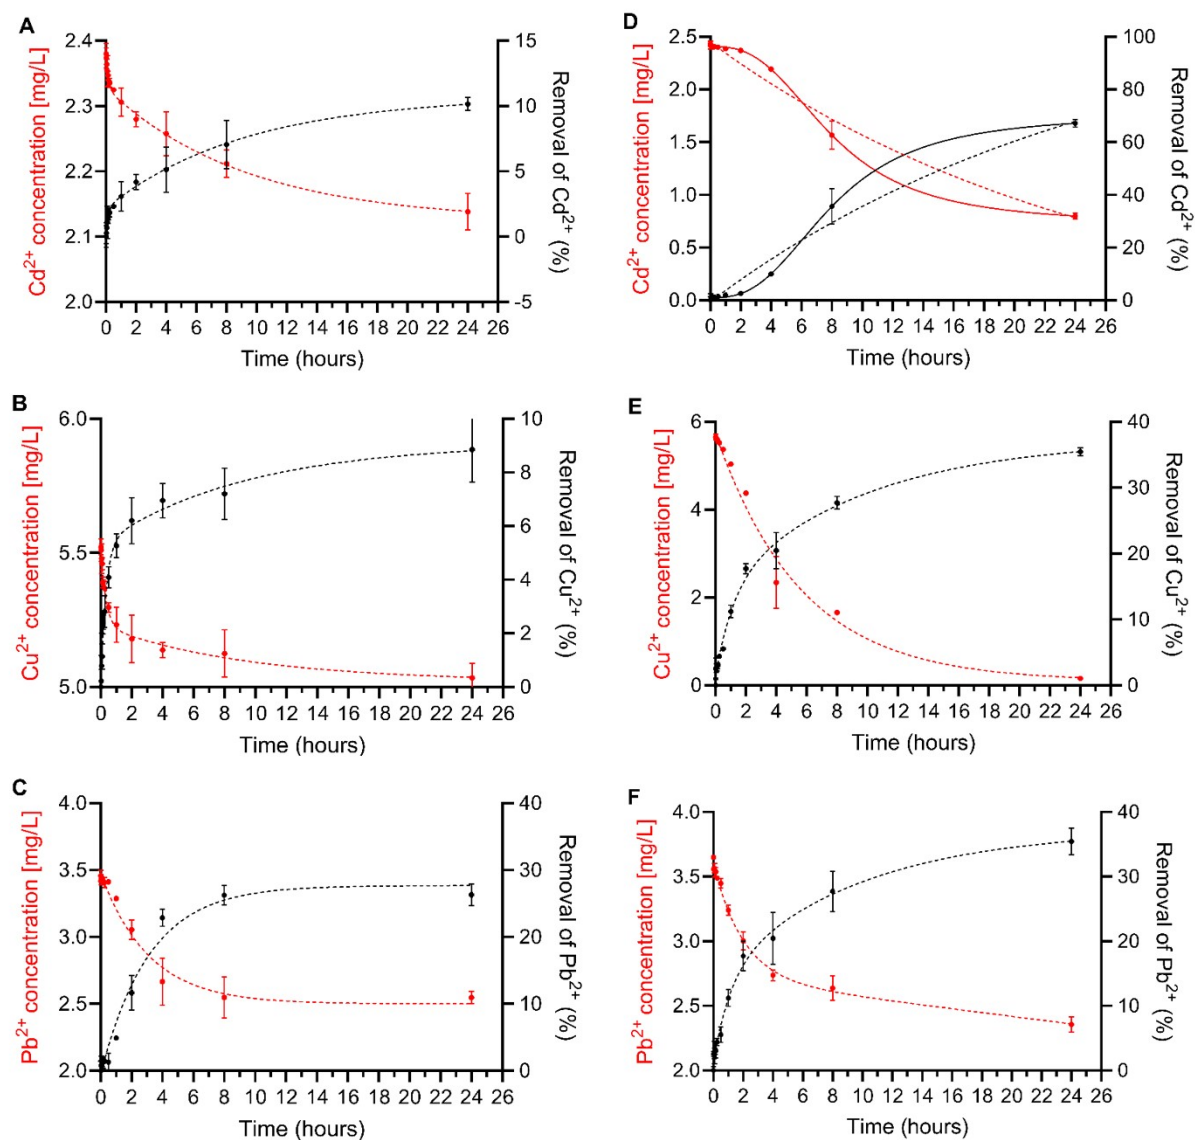 A
Cd²⁺ concentration [mg/L]
2.4
2.3
2.2
2.1
2.0
15
10
5
0
-5
Removal of Cd²⁺ (%)
0 2 4 6 8 10 12 14 16 18 20 22 24 26
Time (hours)
D
Cd²⁺ concentration [mg/L]
2.5
2.0
1.5
1.0
0.5
0.0
100
80
60
40
20
0
Removal of Cd²⁺ (%)
0 2 4 6 8 10 12 14 16 18 20 22 24 26
Time (hours)
B
Cu²⁺ concentration [mg/L]
6.0
5.5
5.0
10
8
6
4
2
0
Removal of Cu²⁺ (%)
0 2 4 6 8 10 12 14 16 18 20 22 24 26
Time (hours)
E
Cu²⁺ concentration [mg/L]
6
4
2
0
40
30
20
10
0
Removal of Cu²⁺ (%)
0 2 4 6 8 10 12 14 16 18 20 22 24 26
Time (hours)
C
Pb²⁺ concentration [mg/L]
4.0
3.5
3.0
2.5
2.0
40
30
20
10
0
Removal of Pb²⁺ (%)
0 2 4 6 8 10 12 14 16 18 20 22 24 26
Time (hours)
F
Pb²⁺ concentration [mg/L]
4.0
3.5
3.0
2.5
2.0
40
30
20
10
0
Removal of Pb²⁺ (%)
0 2 4 6 8 10 12 14 16 18 20 22 24 26
Time (hours)